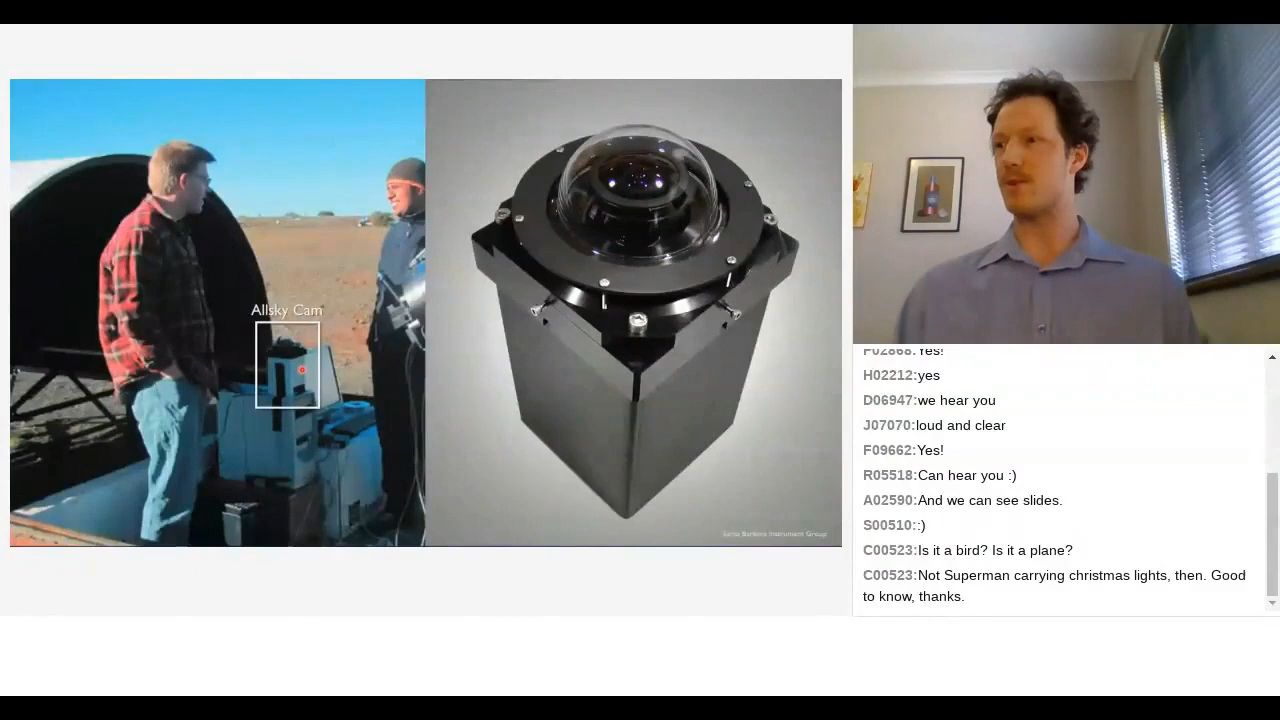 Allsky Cam
Santa Barbara Instrument Group
F02868:Yes!
H02212:yes
D06947:we hear you
J07070:loud and clear
F09662:Yes!
R05518:Can hear you :)
A02590:And we can see slides.
S00510::)
C00523:Is it a bird? Is it a plane?
C00523:Not Superman carrying christmas lights, then. Good
to know, thanks.